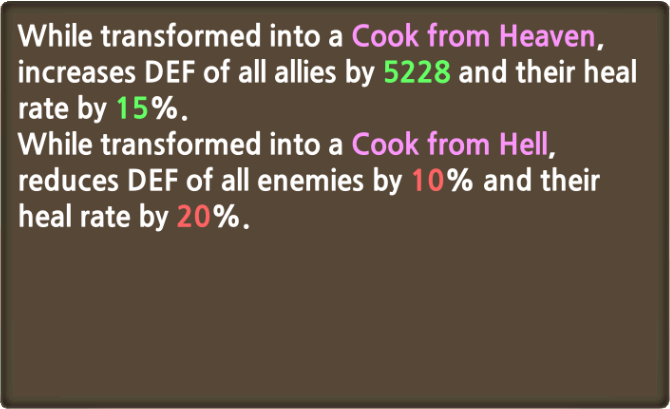 While transformed into a Cook from Heaven,
increases DEF of all allies by 5228 and their heal
rate by 15%.
While transformed into a Cook from Hell,
reduces DEF of all enemies by 10% and their
heal rate by 20%.